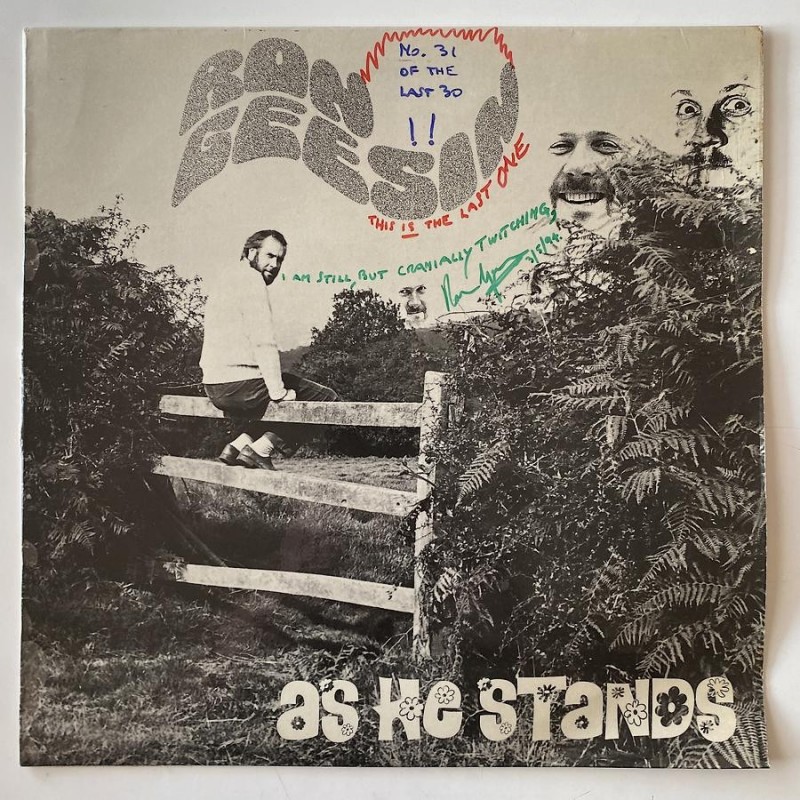 RON
GEESIN
No. 31
OF THE
LAST 30
!!
THIS IS THE LAST ONE
I AM STILL, BUT CRANIALLY TWITCHING,
as He STaNDS